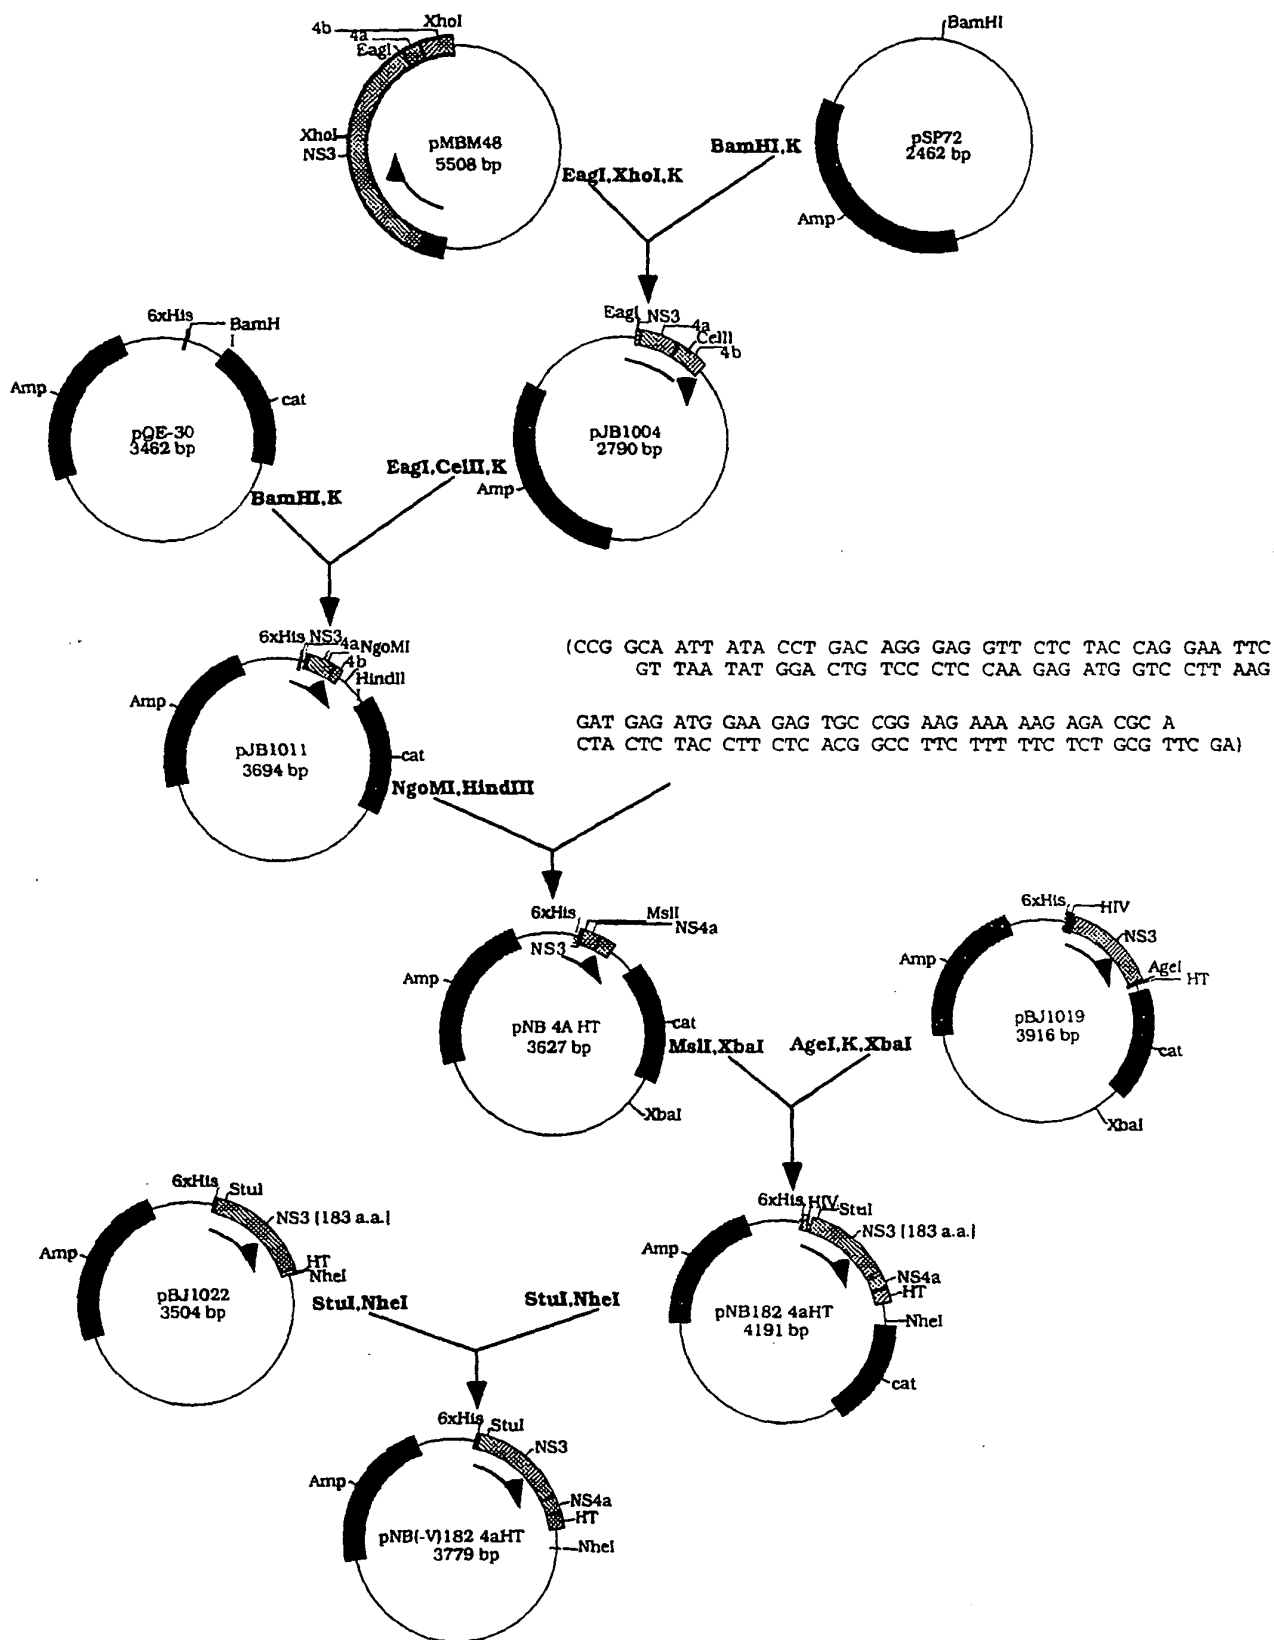 4b
XhoI
4a
EagI
XhoI
NS3
pMBM48
5508 bp
EagI,XhoI,K
BamHI
pSP72
2462 bp
BamHI,K
Amp
6xHis
BamH
I
Amp
cat
pQE-30
3462 bp
BamHI,K
EagI
NS3
4a
CelII
4b
pJB1004
2790 bp
EagI,CelII,K
Amp
6xHis
NS3
4a
NgoMI
4b
HindII
I
Amp
cat
pJB1011
3694 bp
NgoMI,HindIII
(CCG GCA ATT ATA CCT GAC AGG GAG GTT CTC TAC CAG GAA TTC
GT TAA TAT GGA CTG TCC CTC CAA GAG ATG GTC CTT AAG
GAT GAG ATG GAA GAG TGC CGG AAG AAA AAG AGA CGC A
CTA CTC TAC CTT CTC ACG GCC TTC TTT TTC TCT GCG TTC GA)
6xHis
MslI
NS4a
NS3
Amp
cat
pNB 4A HT
3627 bp
MslI,XbaI
XbaI
6xHis
HIV
NS3
AgeI
HT
Amp
cat
pBJ1019
3916 bp
AgeI,K,XbaI
XbaI
6xHis
StuI
NS3 [183 a.a.]
HT
NheI
Amp
pBJ1022
3504 bp
StuI,NheI
6xHis
HIV
StuI
NS3 [183 a.a.]
NS4a
HT
NheI
Amp
cat
pNB182 4aHT
4191 bp
StuI,NheI
6xHis
StuI
NS3
NS4a
HT
NheI
Amp
pNB(-V)182 4aHT
3779 bp